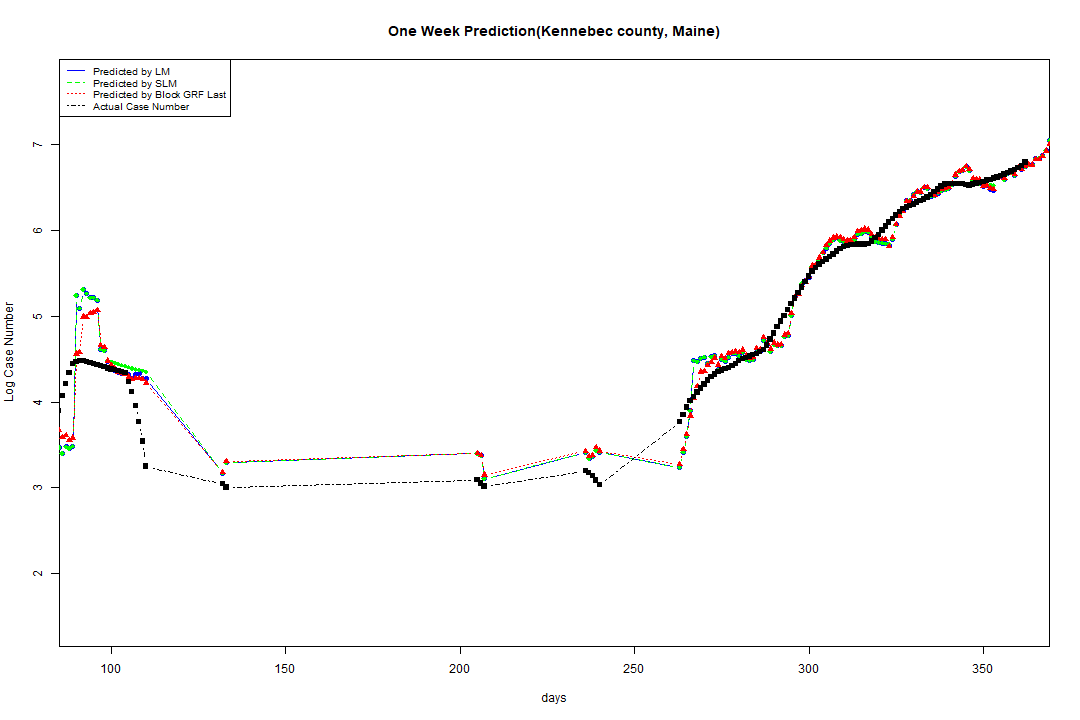 One Week Prediction(Kennebec county, Maine)
Predicted by LM
Predicted by SLM
Predicted by Block GRF Last
Actual Case Number
Log Case Number
7
6
5
4
3
2
100 150 200 250 300 350
days